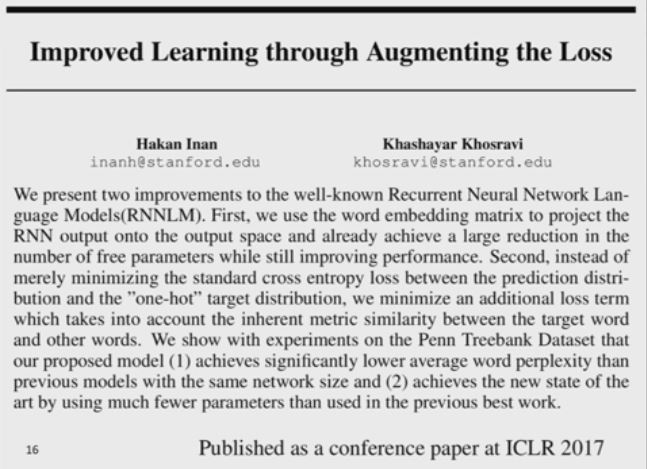 Improved Learning through Augmenting the Loss
Hakan Inan Khashayar Khosravi
inanh@stanford.edu khosravi@stanford.edu
We present two improvements to the well-known Recurrent Neural Network Lan-
guage Models(RNNLM). First, we use the word embedding matrix to project the
RNN output onto the output space and already achieve a large reduction in the
number of free parameters while still improving performance. Second, instead of
merely minimizing the standard cross entropy loss between the prediction distri-
bution and the "one-hot" target distribution, we minimize an additional loss term
which takes into account the inherent metric similarity between the target word
and other words. We show with experiments on the Penn Treebank Dataset that
our proposed model (1) achieves significantly lower average word perplexity than
previous models with the same network size and (2) achieves the new state of the
art by using much fewer parameters than used in the previous best work.
16 Published as a conference paper at ICLR 2017